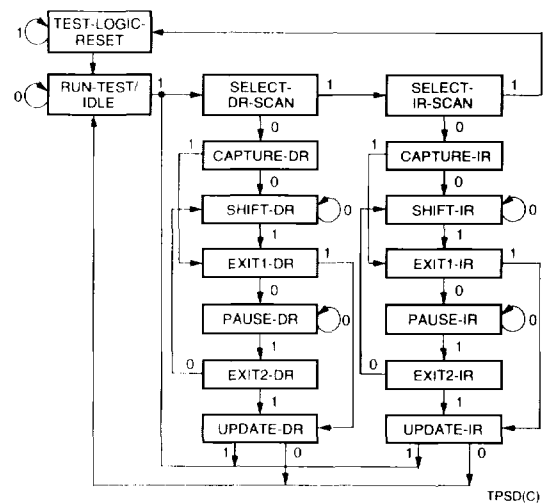 TEST-LOGIC-
RESET
1
RUN-TEST/
IDLE
0
1
SELECT-
DR-SCAN
1
SELECT-
IR-SCAN
1
0
0
1
CAPTURE-DR
1
CAPTURE-IR
0
0
SHIFT-DR
0
SHIFT-IR
0
1
1
EXIT1-DR
1
EXIT1-IR
1
0
0
PAUSE-DR
0
PAUSE-IR
0
1
1
0
EXIT2-DR
0
EXIT2-IR
1
1
UPDATE-DR
UPDATE-IR
1
0
1
0
TPSD(C)